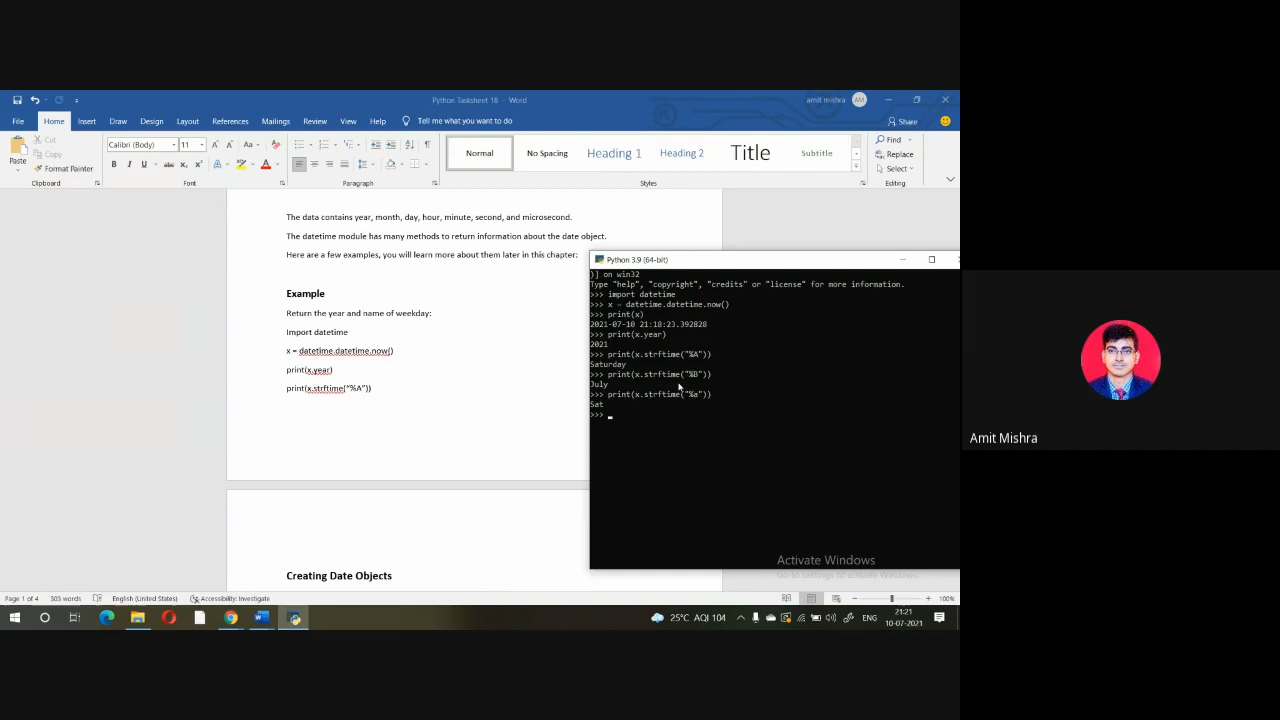 Python Tasksheet 18 - Word
amit mishra
AM
File Home Insert Draw Design Layout References Mailings Review View Help Tell me what you want to do
Share
Paste
Cut
Copy
Format Painter
Clipboard
Calibri (Body) 11
Font
Paragraph
Normal No Spacing Heading 1 Heading 2 Title Subtitle
Styles
Find
Replace
Select
Editing
The data contains year, month, day, hour, minute, second, and microsecond.
The datetime module has many methods to return information about the date object.
Here are a few examples, you will learn more about them later in this chapter:
Example
Return the year and name of weekday:
Import datetime
x = datetime.datetime.now()
print(x.year)
print(x.strftime("%A"))
Creating Date Objects
Python 3.9 (64-bit)
)] on win32
Type "help", "copyright", "credits" or "license" for more information.
>>> import datetime
>>> x = datetime.datetime.now()
>>> print(x)
2021-07-10 21:18:23.392828
>>> print(x.year)
2021
>>> print(x.strftime("%A"))
Saturday
>>> print(x.strftime("%B"))
July
>>> print(x.strftime("%a"))
Sat
>>>
Activate Windows
Go to Settings to activate Windows.
Page 1 of 4 303 words English (United States) Accessibility: Investigate 100%
25°C AQI 104 ENG 21:21
10-07-2021
Amit Mishra